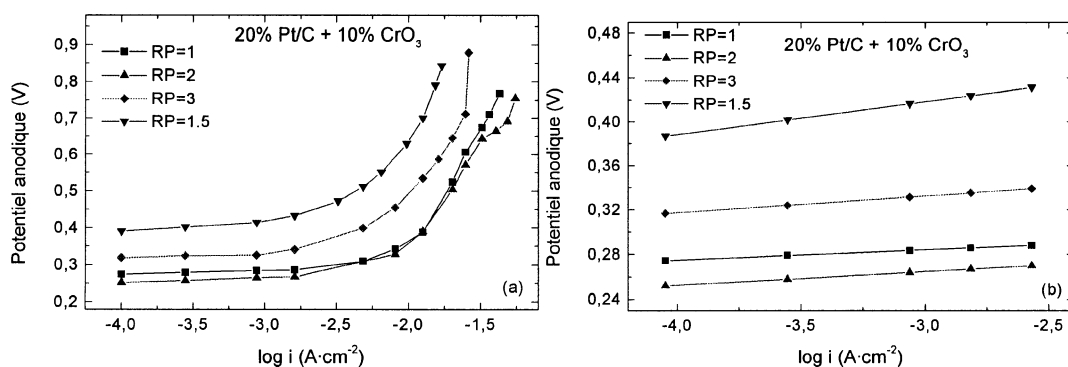 20% Pt/C + 10% CrO₃
RP=1
RP=2
RP=3
RP=1.5
Potentiel anodique (V)
0,9
0,8
0,7
0,6
0,5
0,4
0,3
0,2
-4,0
-3,5
-3,0
-2,5
-2,0
-1,5
log i (A·cm⁻²)
(a)
20% Pt/C + 10% CrO₃
RP=1
RP=2
RP=3
RP=1.5
Potentiel anodique (V)
0,48
0,44
0,40
0,32
0,28
0,24
-4,0
-3,5
-3,0
-2,5
log i (A·cm⁻²)
(b)